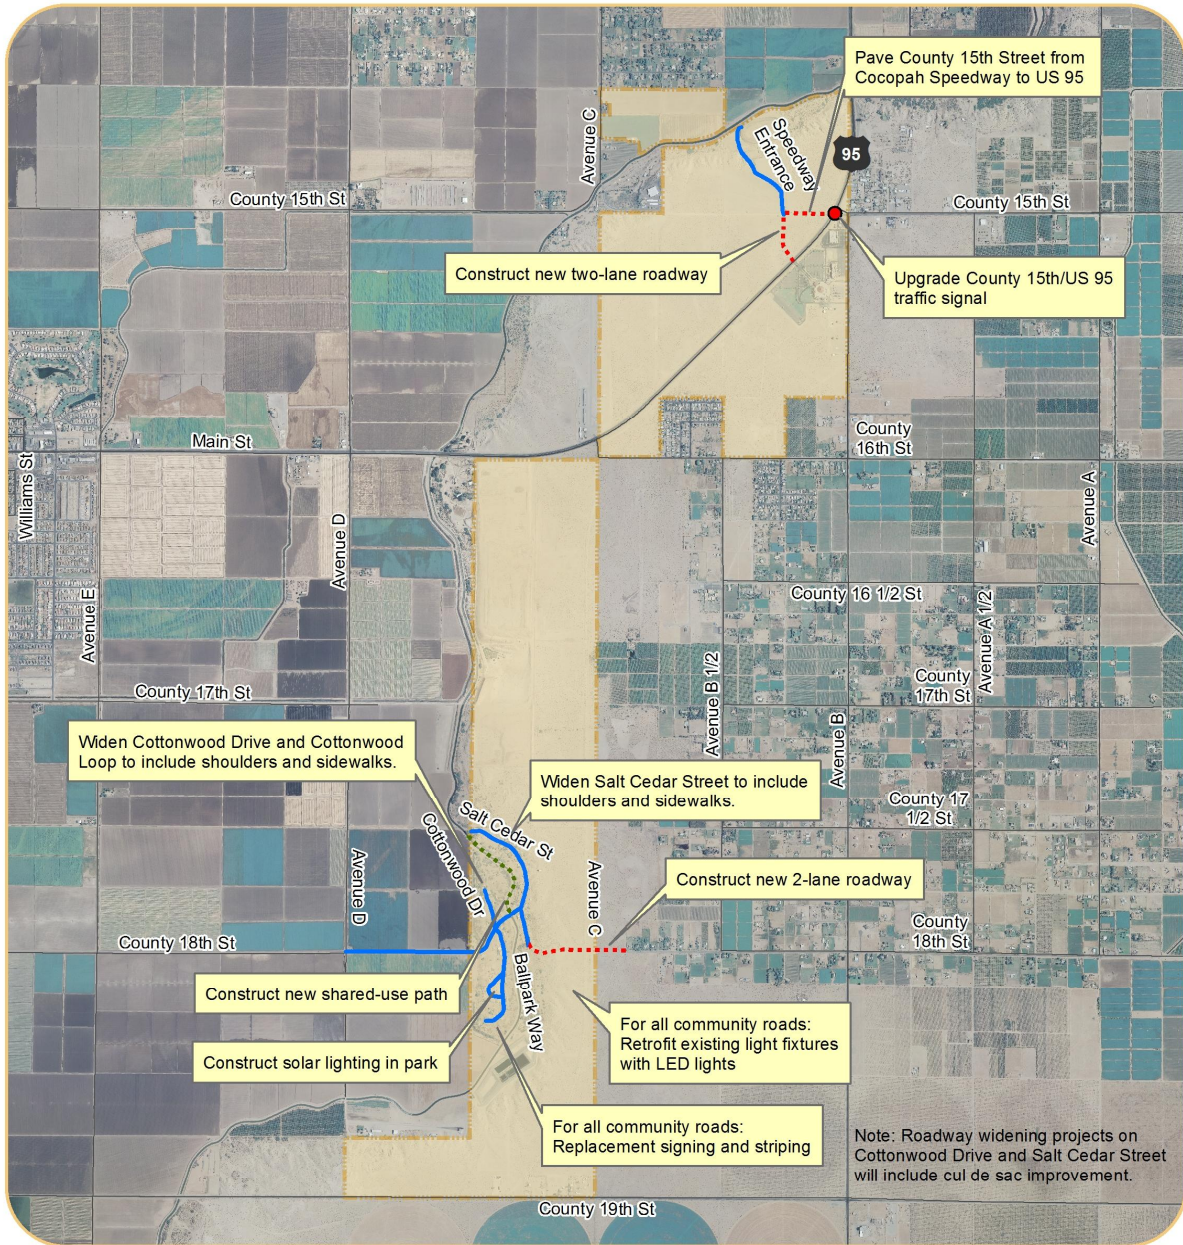 Pave County 15th Street from
Cocopah Speedway to US 95
Avenue C
Speedway
Entrance
95
County 15th St
County 15th St
Construct new two-lane roadway
Upgrade County 15th/US 95
traffic signal
Main St
County
16th St
Williams St
Avenue D
Avenue A
Avenue E
County 16 1/2 St
Avenue A 1/2
County 17th St
County
17th St
Avenue B 1/2
Avenue B
Widen Cottonwood Drive and Cottonwood
Loop to include shoulders and sidewalks.
Widen Salt Cedar Street to include
shoulders and sidewalks.
County 17
1/2 St
Salt Cedar St
Cottonwood Dr
Avenue D
Avenue C
Construct new 2-lane roadway
County 18th St
County
18th St
Ballpark Way
Construct new shared-use path
For all community roads:
Retrofit existing light fixtures
with LED lights
Construct solar lighting in park
For all community roads:
Replacement signing and striping
Note: Roadway widening projects on
Cottonwood Drive and Salt Cedar Street
will include cul de sac improvement.
County 19th St